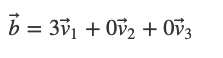 b⃗ = 3v⃗₁ + 0v⃗₂ + 0v⃗₃